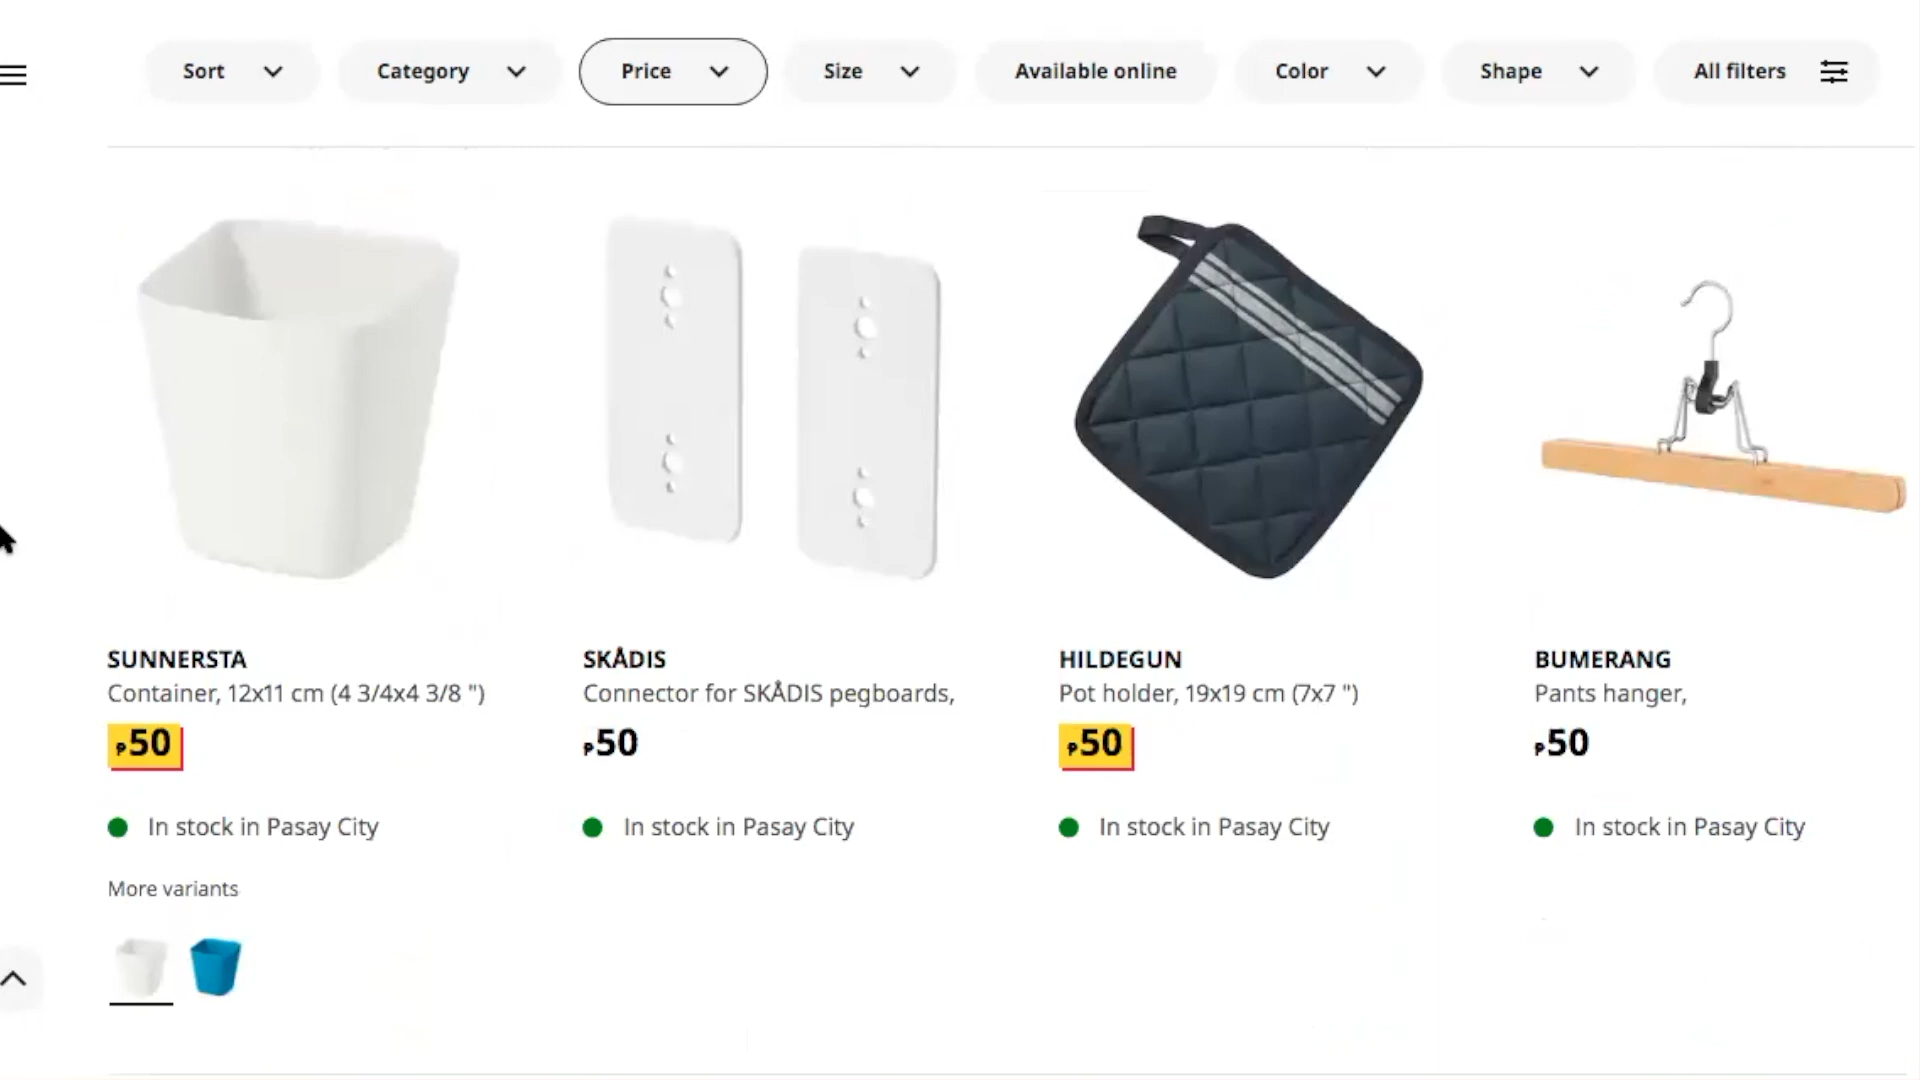 Sort
Category
Price
Size
Available online
Color
Shape
All filters
SUNNERSTA
Container, 12x11 cm (4 3/4x4 3/8 ")
₱50
In stock in Pasay City
More variants
SKÅDIS
Connector for SKÅDIS pegboards,
₱50
In stock in Pasay City
HILDEGUN
Pot holder, 19x19 cm (7x7 ")
₱50
In stock in Pasay City
BUMERANG
Pants hanger,
₱50
In stock in Pasay City